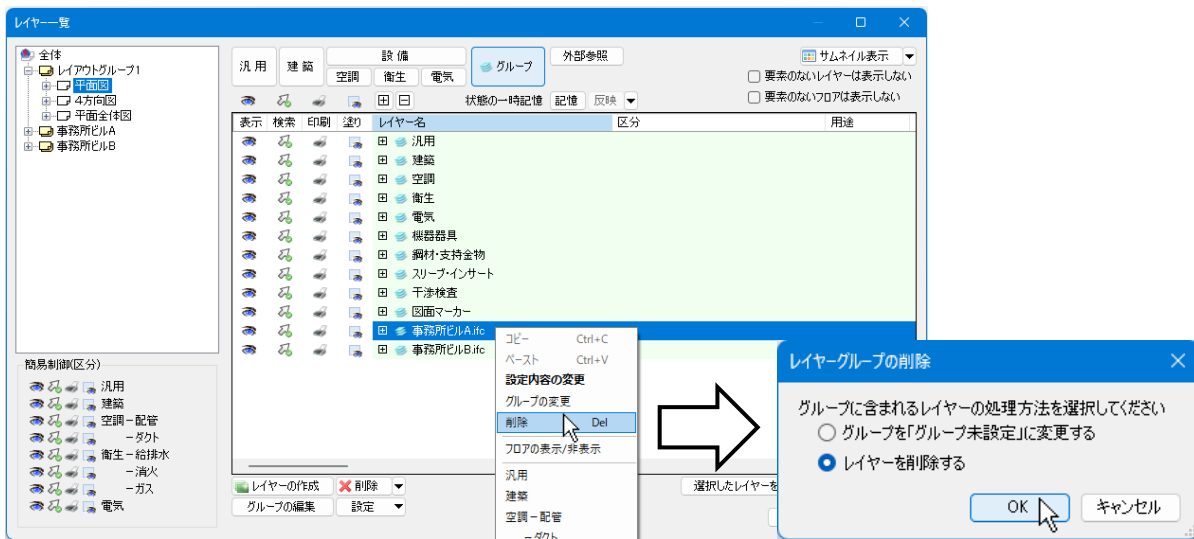 レイヤー一覧
全体
レイアウトグループ1
平面図
4方向図
平面全体図
事務所ビルA
事務所ビルB
汎用
建築
設備
空調
衛生
電気
グループ
外部参照
サムネイル表示
要素のないレイヤーは表示しない
要素のないフロアは表示しない
状態の一時記憶 記憶 反映
表示 検索 印刷 塗り レイヤー名 区分 用途
汎用
建築
空調
衛生
電気
機器器具
鋼材・支持金物
スリーブ・インサート
干渉検査
図面マーカー
事務所ビルA.ifc
事務所ビルB.ifc
コピー Ctrl+C
ペースト Ctrl+V
設定内容の変更
グループの変更
削除 Del
フロアの表示/非表示
汎用
建築
空調－配管
－ダクト
簡易制御(区分)
汎用
建築
空調－配管
－ダクト
衛生－給排水
－消火
－ガス
電気
レイヤーの作成 削除
グループの編集 設定
選択したレイヤーを
レイヤーグループの削除
グループに含まれるレイヤーの処理方法を選択してください
グループを「グループ未設定」に変更する
レイヤーを削除する
OK キャンセル